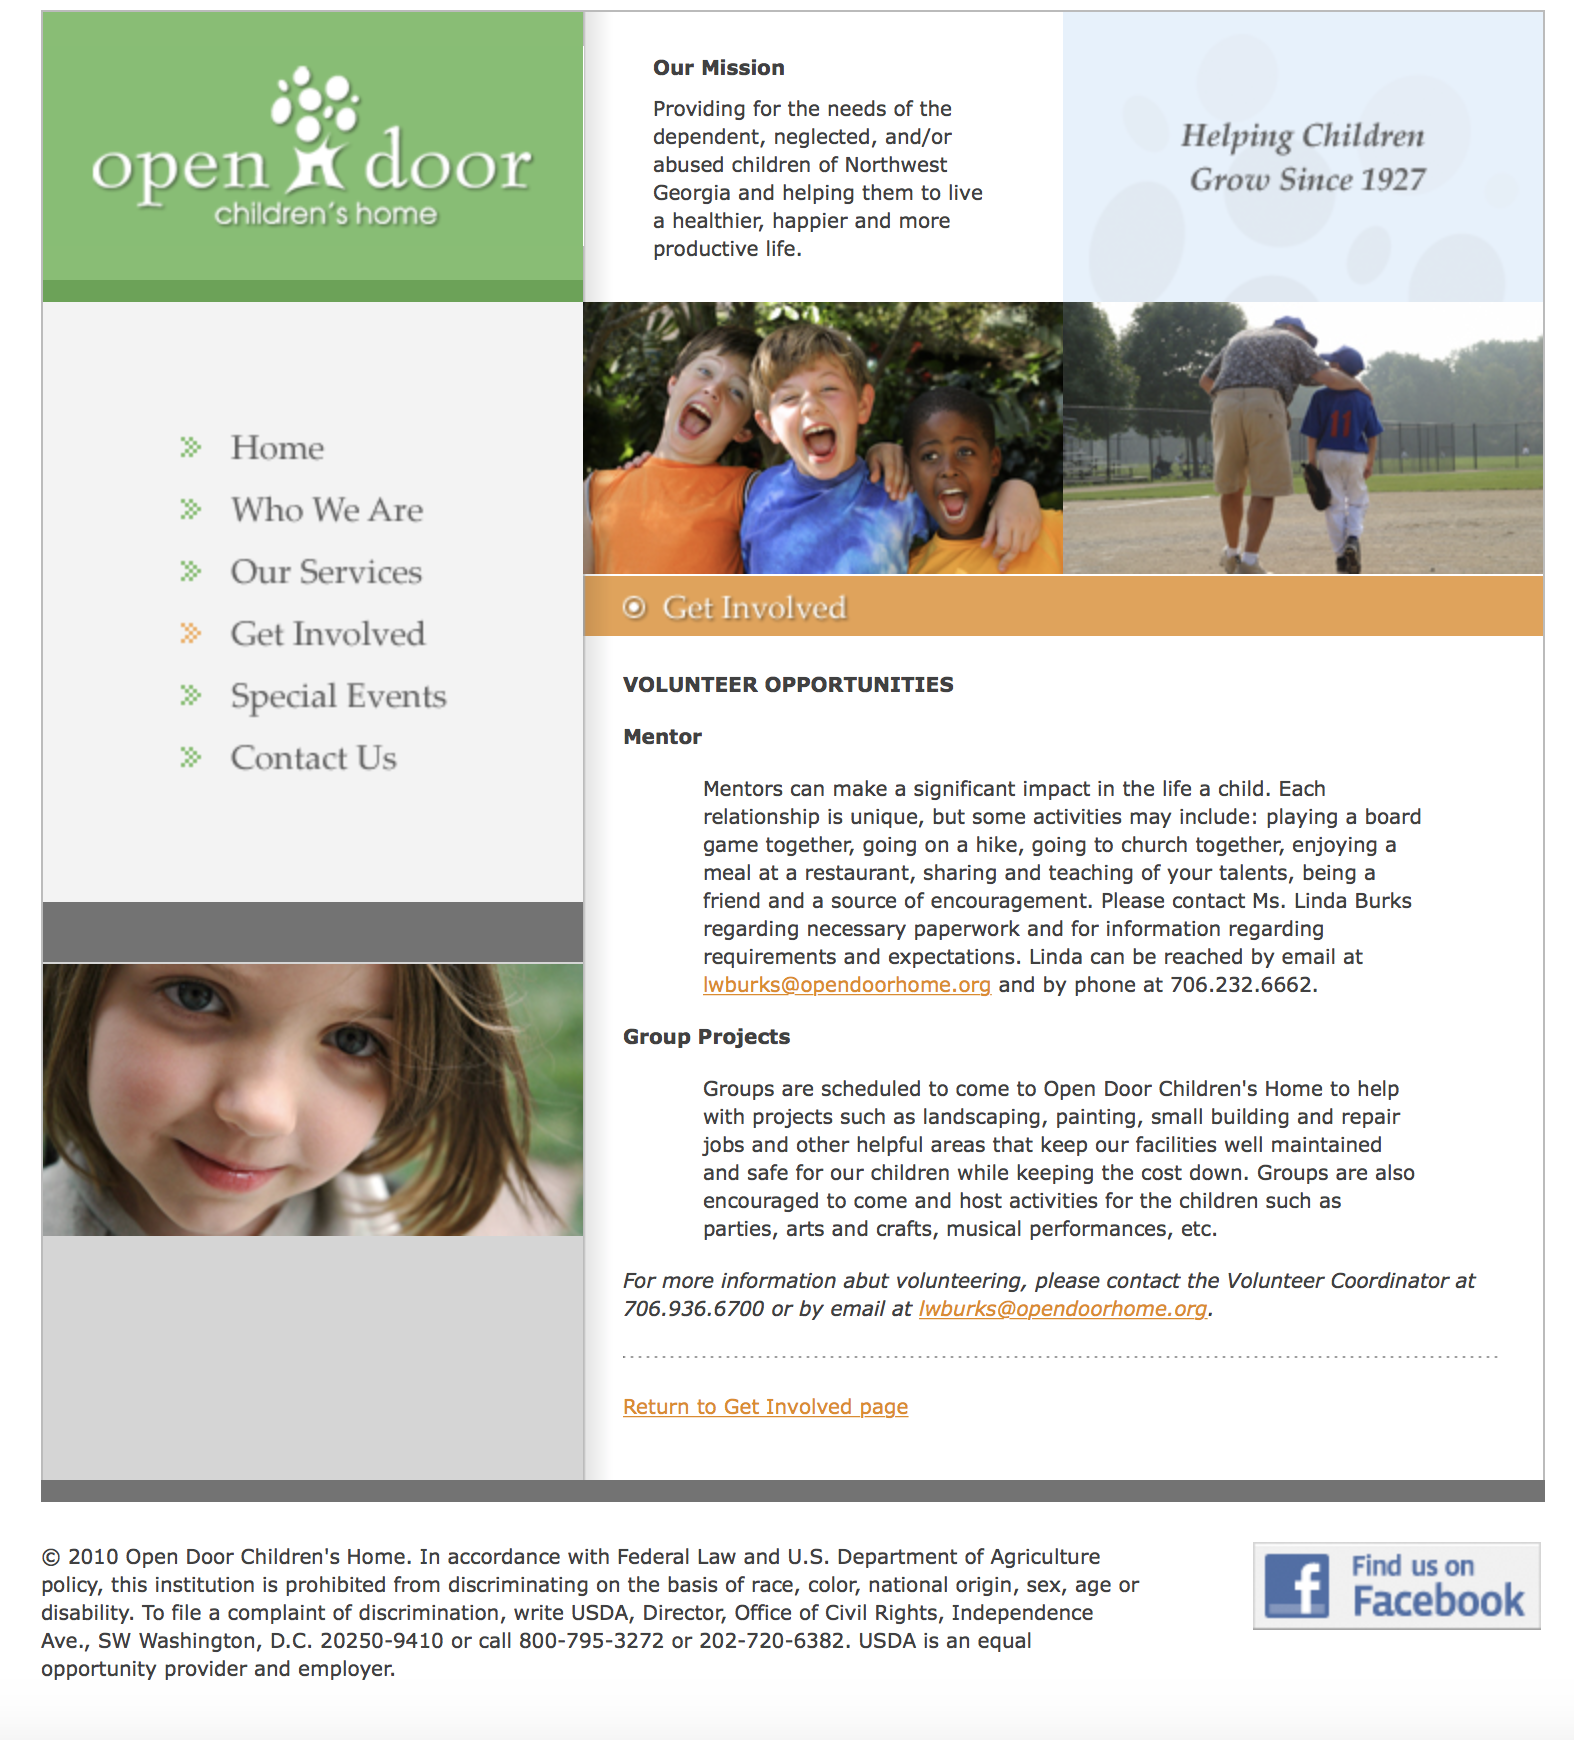 open door
children's home
Our Mission
Providing for the needs of the
dependent, neglected, and/or
abused children of Northwest
Georgia and helping them to live
a healthier, happier and more
productive life.
Helping Children
Grow Since 1927
11
Home
Who We Are
Our Services
Get Involved
Special Events
Contact Us
Get Involved
VOLUNTEER OPPORTUNITIES
Mentor
Mentors can make a significant impact in the life a child. Each
relationship is unique, but some activities may include: playing a board
game together, going on a hike, going to church together, enjoying a
meal at a restaurant, sharing and teaching of your talents, being a
friend and a source of encouragement. Please contact Ms. Linda Burks
regarding necessary paperwork and for information regarding
requirements and expectations. Linda can be reached by email at
lwburks@opendoorhome.org and by phone at 706.232.6662.
Group Projects
Groups are scheduled to come to Open Door Children's Home to help
with projects such as landscaping, painting, small building and repair
jobs and other helpful areas that keep our facilities well maintained
and safe for our children while keeping the cost down. Groups are also
encouraged to come and host activities for the children such as
parties, arts and crafts, musical performances, etc.
For more information abut volunteering, please contact the Volunteer Coordinator at
706.936.6700 or by email at lwburks@opendoorhome.org.
Return to Get Involved page
© 2010 Open Door Children's Home. In accordance with Federal Law and U.S. Department of Agriculture
policy, this institution is prohibited from discriminating on the basis of race, color, national origin, sex, age or
disability. To file a complaint of discrimination, write USDA, Director, Office of Civil Rights, Independence
Ave., SW Washington, D.C. 20250-9410 or call 800-795-3272 or 202-720-6382. USDA is an equal
opportunity provider and employer.
f
Find us on
Facebook